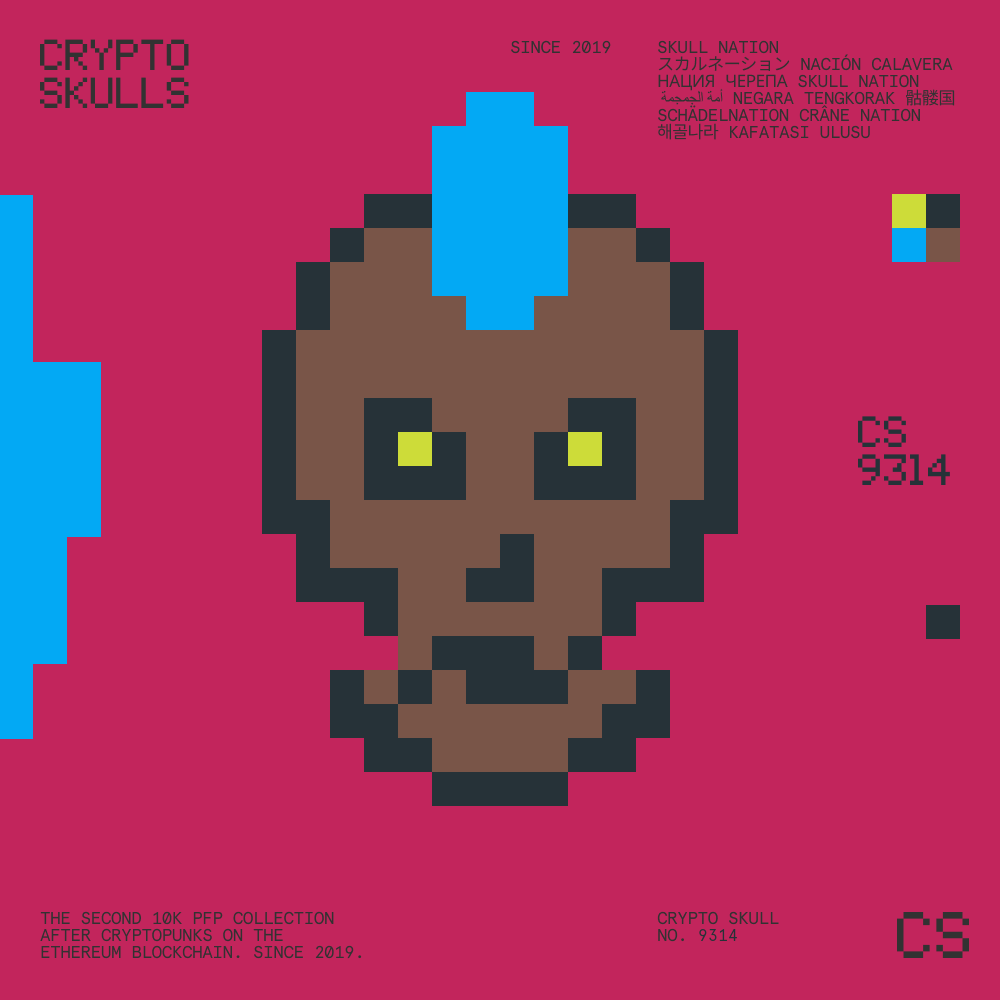 CRYPTO
SKULLS
SINCE 2019
SKULL NATION
スカルネーション NACIÓN CALAVERA
НАЦИЯ ЧЕРЕПА SKULL NATION
أمة الجمجمة NEGARA TENGKORAK 骷髅国
SCHÄDELNATION CRÂNE NATION
해골나라 KAFATASI ULUSU
CS
9314
THE SECOND 10K PFP COLLECTION
AFTER CRYPTOPUNKS ON THE
ETHEREUM BLOCKCHAIN. SINCE 2019.
CRYPTO SKULL
NO. 9314
CS